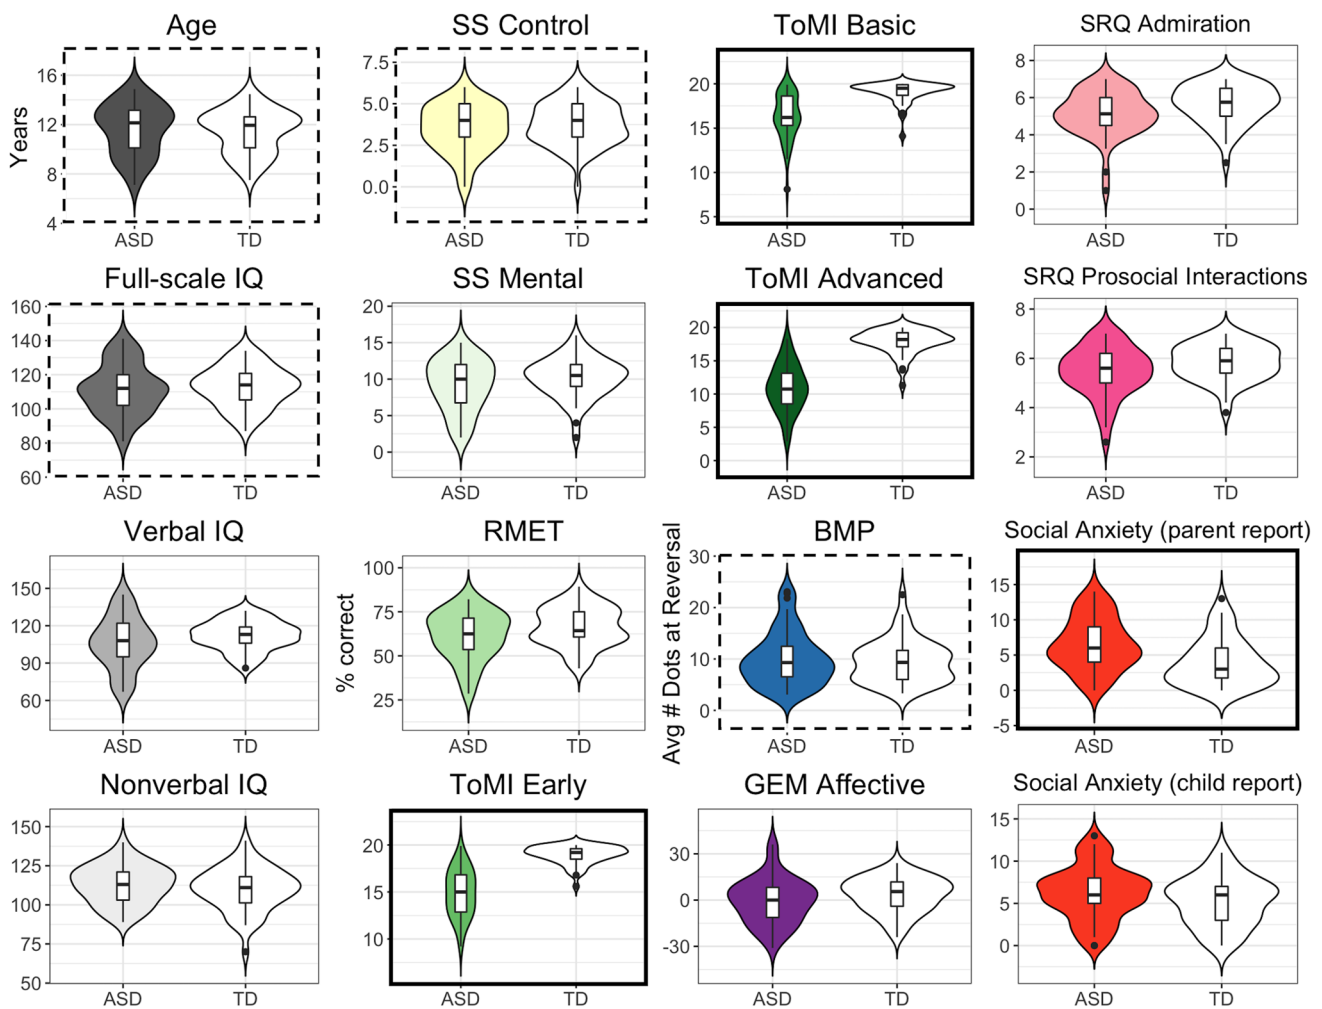 Age
Years
16
12
8
4
ASD TD
SS Control
7.5
5.0
2.5
0.0
ASD TD
ToMI Basic
20
15
10
5
ASD TD
SRQ Admiration
8
6
4
2
0
ASD TD
Full-scale IQ
160
140
120
100
80
60
ASD TD
SS Mental
20
15
10
5
0
ASD TD
ToMI Advanced
20
15
10
5
0
ASD TD
SRQ Prosocial Interactions
8
6
4
2
ASD TD
Verbal IQ
150
120
90
60
ASD TD
RMET
% correct
100
75
50
25
ASD TD
BMP
Avg # Dots at Reversal
30
20
10
0
ASD TD
Social Anxiety (parent report)
15
10
5
0
-5
ASD TD
Nonverbal IQ
150
125
100
75
50
ASD TD
ToMI Early
20
15
10
ASD TD
GEM Affective
30
0
-30
ASD TD
Social Anxiety (child report)
15
10
5
0
ASD TD